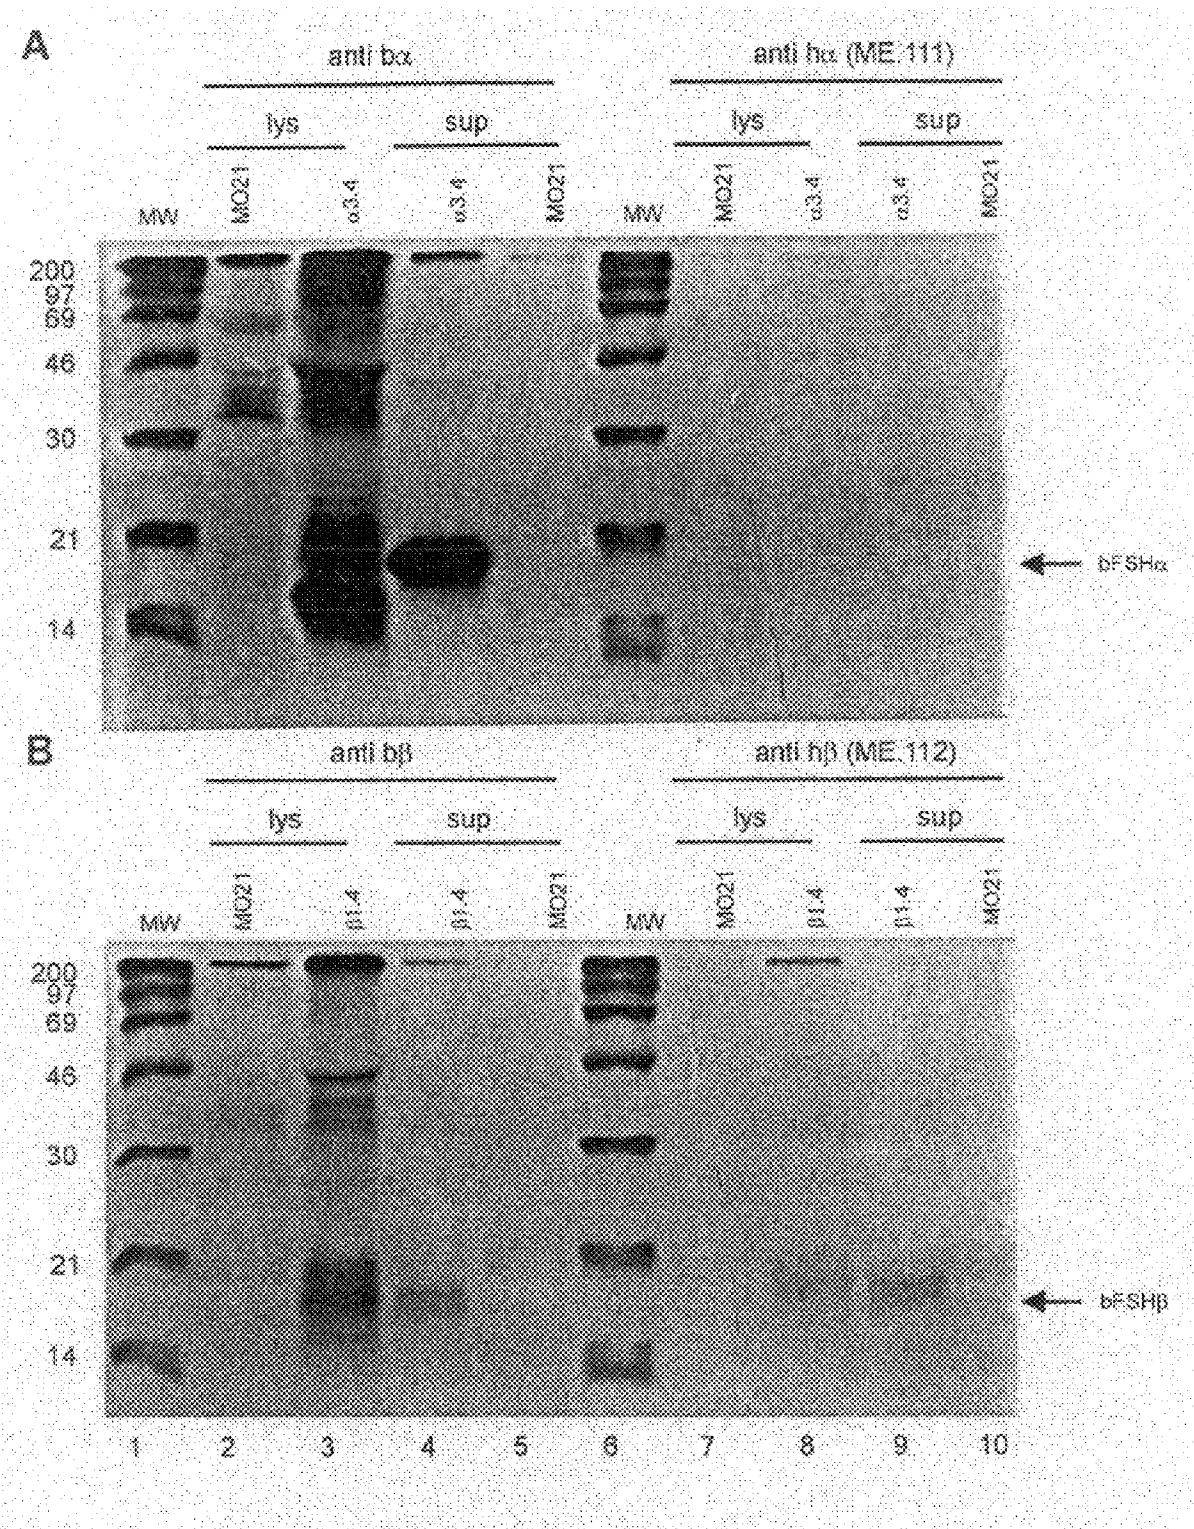 A
anti bα
anti hα (ME.111)
lys
sup
lys
sup
MW
MO21
α3.4
α3.4
MO21
MW
MO21
α3.4
α3.4
MO21
200
97
69
46
30
21
14
bFSHα
B
anti bβ
anti hβ (ME.112)
lys
sup
lys
sup
MW
MO21
β1.4
β1.4
MO21
MW
MO21
β1.4
β1.4
MO21
200
97
69
46
30
21
14
bFSHβ
1 2 3 4 5 6 7 8 9 10